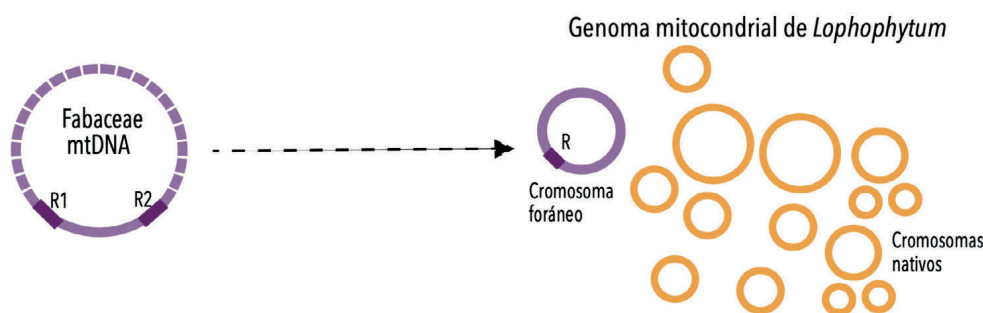 Genoma mitocondrial de Lophophytum
Fabaceae
mtDNA
R1
R2
R
Cromosoma
foráneo
Cromosomas
nativos